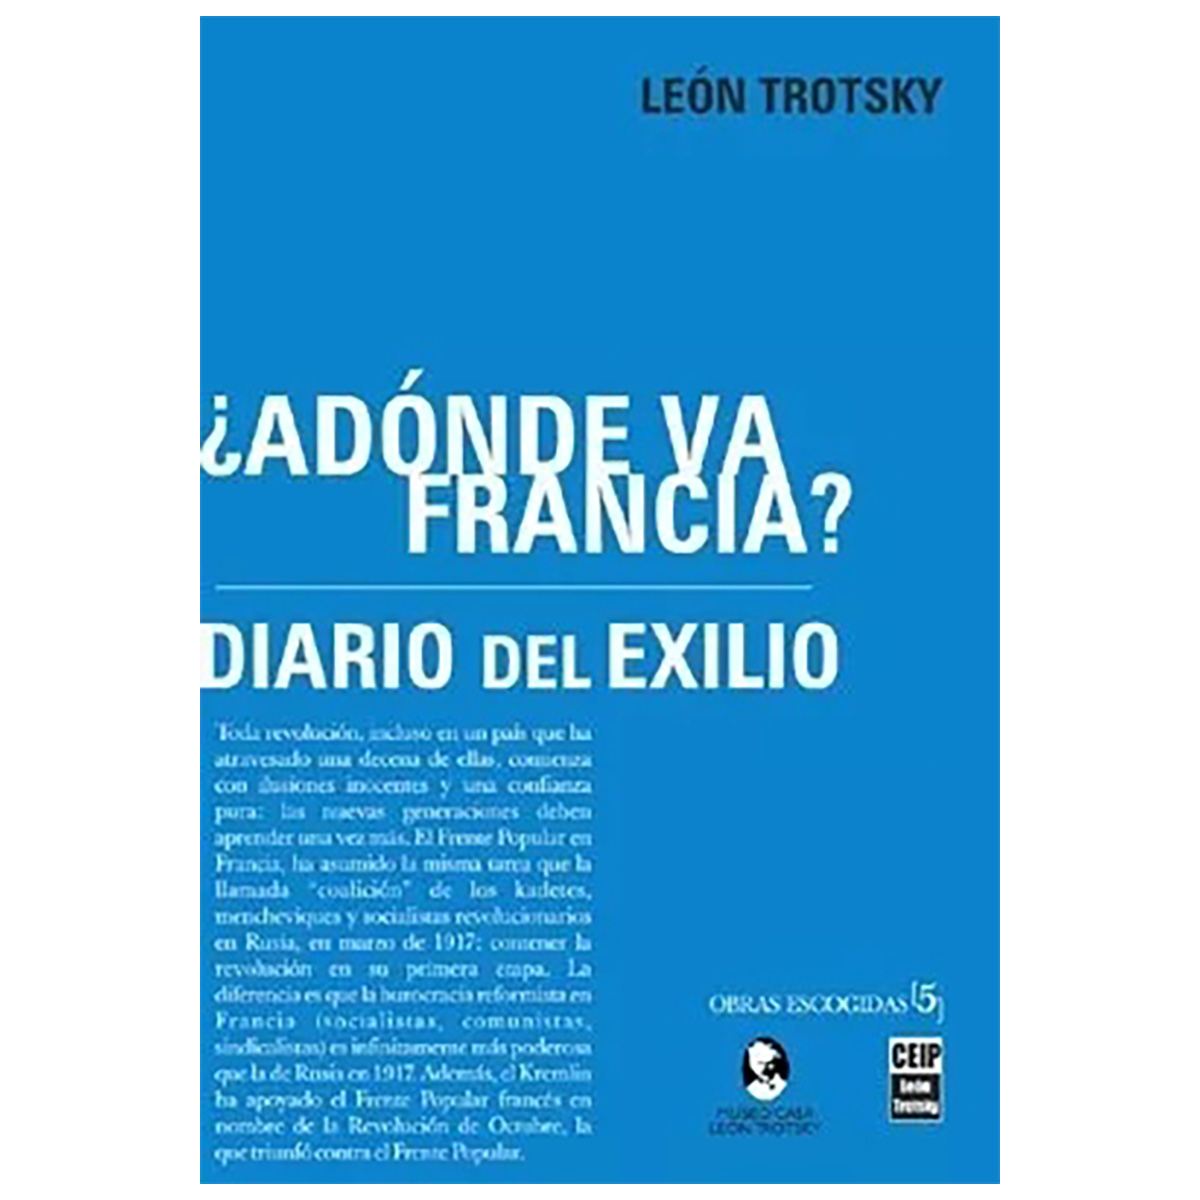 LEÓN TROTSKY
¿ADÓNDE VA
FRANCIA?
DIARIO DEL EXILIO
Toda revolución, incluso en un país que ha
atravesado una decena de ellas, comienza
con ilusiones inocentes y una confianza
pura: las nuevas generaciones deben
aprender una vez más. El Frente Popular en
Francia, ha asumido la misma tarea que la
llamada "coalición" de los kadetes,
mencheviques y socialistas revolucionarios
en Rusia, en marzo de 1917: contener la
revolución en su primera etapa. La
diferencia es que la burocracia reformista en
Francia (socialistas, comunistas,
sindicalistas) es infinitamente más poderosa
que la de Rusia en 1917. Además, el Kremlin
ha apoyado el Frente Popular francés en
nombre de la Revolución de Octubre, la
que triunfó contra el Frente Popular.
OBRAS ESCOGIDAS [5]
MUSEO CASA
LEÓN TROTSKY
CEIP
León
Trotsky